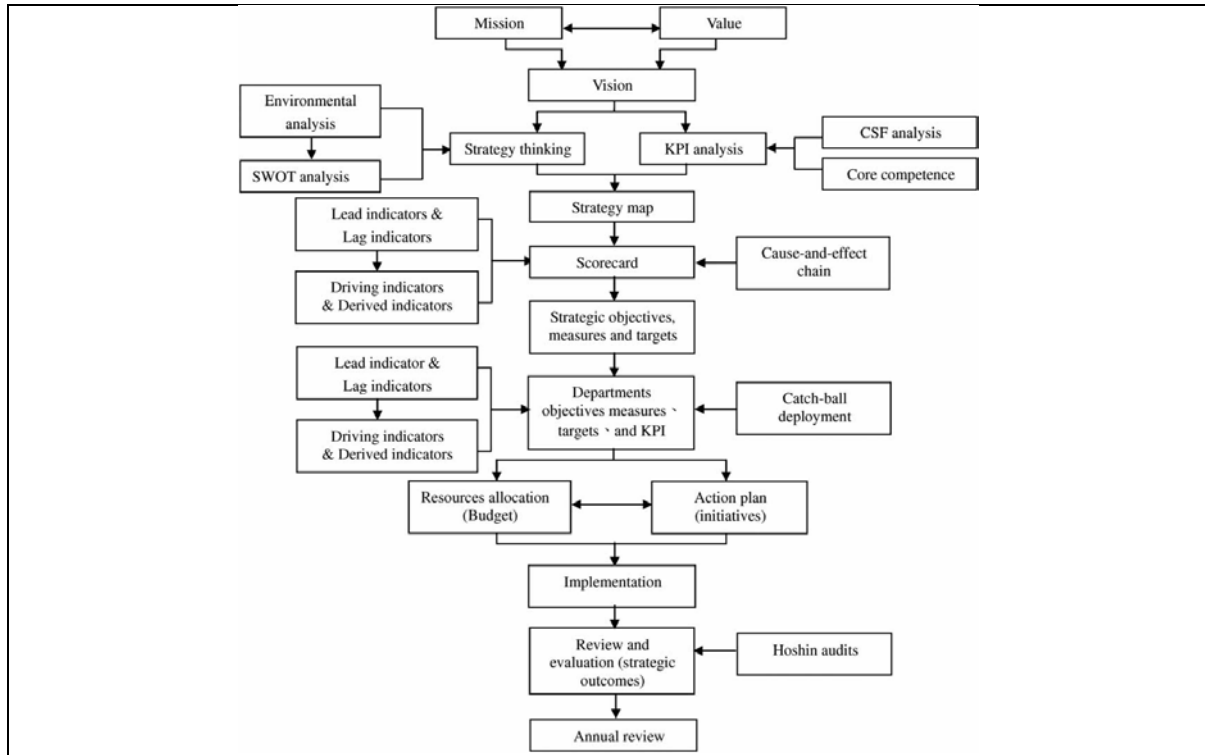 Mission
Value
Vision
Environmental
analysis
SWOT analysis
Strategy thinking
KPI analysis
CSF analysis
Core competence
Strategy map
Lead indicators &
Lag indicators
Driving indicators
& Derived indicators
Scorecard
Cause-and-effect
chain
Strategic objectives,
measures and targets
Lead indicator &
Lag indicators
Driving indicators
& Derived indicators
Departments
objectives measures、
targets、and KPI
Catch-ball
deployment
Resources allocation
(Budget)
Action plan
(initiatives)
Implementation
Review and
evaluation (strategic
outcomes)
Hoshin audits
Annual review